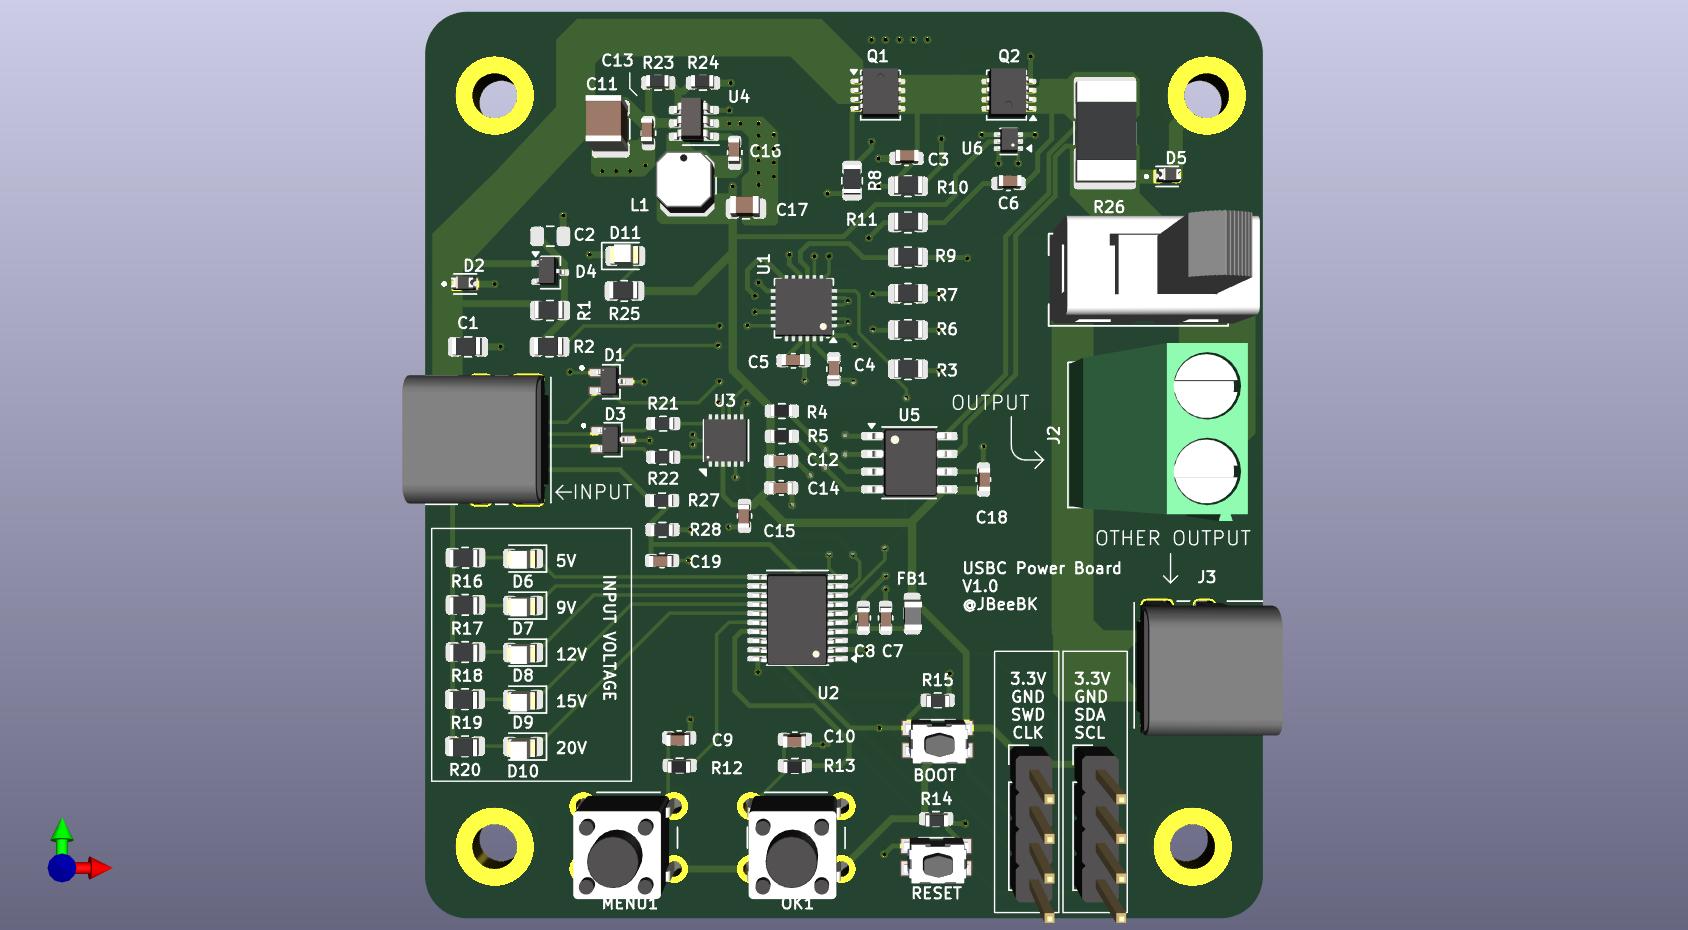 C13 R23 R24
Q1
Q2
C11
U4
C16
U6
C3
D5
R8
R10
C6
L1
C17
R11
R26
C2
D11
D4
D2
U1
R9
R1
R25
R7
C1
R2
R6
D1
C5
C4
R3
R21
U3
OUTPUT
D3
R4
U5
J2
R5
R22
C12
←INPUT
R27
C14
C18
R28
C15
OTHER OUTPUT
C19
J3
USBC Power Board
V1.0
@JBeeBK
FB1
INPUT VOLTAGE
R16 D6 5V
R17 D7 9V
R18 D8 12V
R19 D9 15V
R20 D10 20V
C8 C7
U2
R15
3.3V
GND
SWD
CLK
3.3V
GND
SDA
SCL
C9
C10
R12
R13
BOOT
R14
RESET
MENU1
OK1